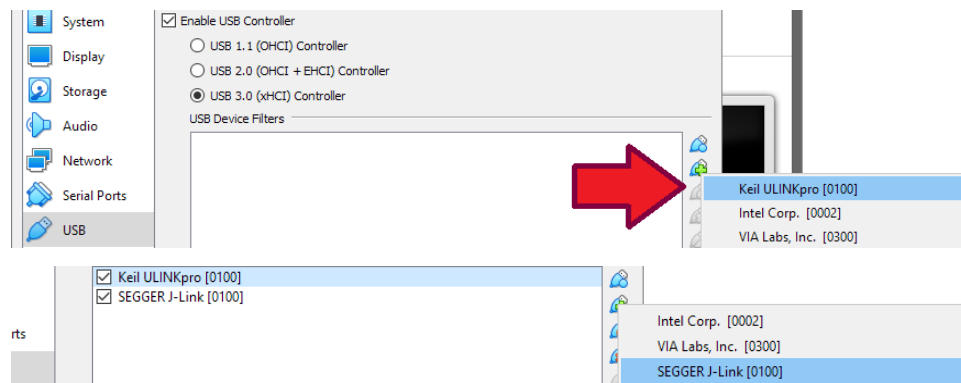 System
Enable USB Controller
USB 1.1 (OHCI) Controller
Display
USB 2.0 (OHCI + EHCI) Controller
Storage
USB 3.0 (xHCI) Controller
Audio
USB Device Filters
Network
Serial Ports
Keil ULINKpro [0100]
Intel Corp. [0002]
USB
VIA Labs, Inc. [0300]
Keil ULINKpro [0100]
SEGGER J-Link [0100]
Intel Corp. [0002]
rts
VIA Labs, Inc. [0300]
SEGGER J-Link [0100]